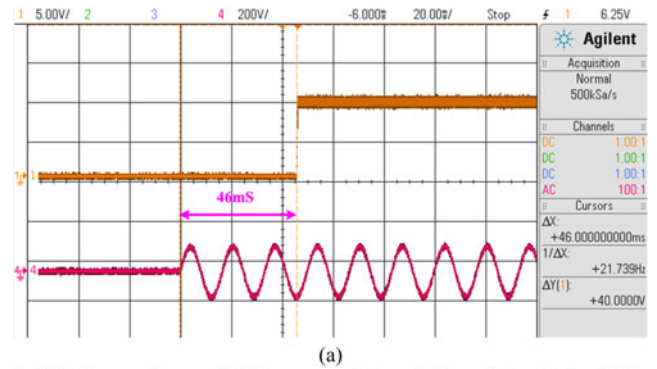 1 5.00V/ 2 3 4 200V/ -6.000s 20.00s/ Stop 1 6.25V
Agilent
Acquisition
Normal
500kSa/s
Channels
DC 1.00:1
DC 1.00:1
DC 1.00:1
AC 100:1
Cursors
ΔX:
+46.000000000ms
1/ΔX:
+21.739Hz
ΔY(1):
+40.0000V
1
46mS
4
(a)